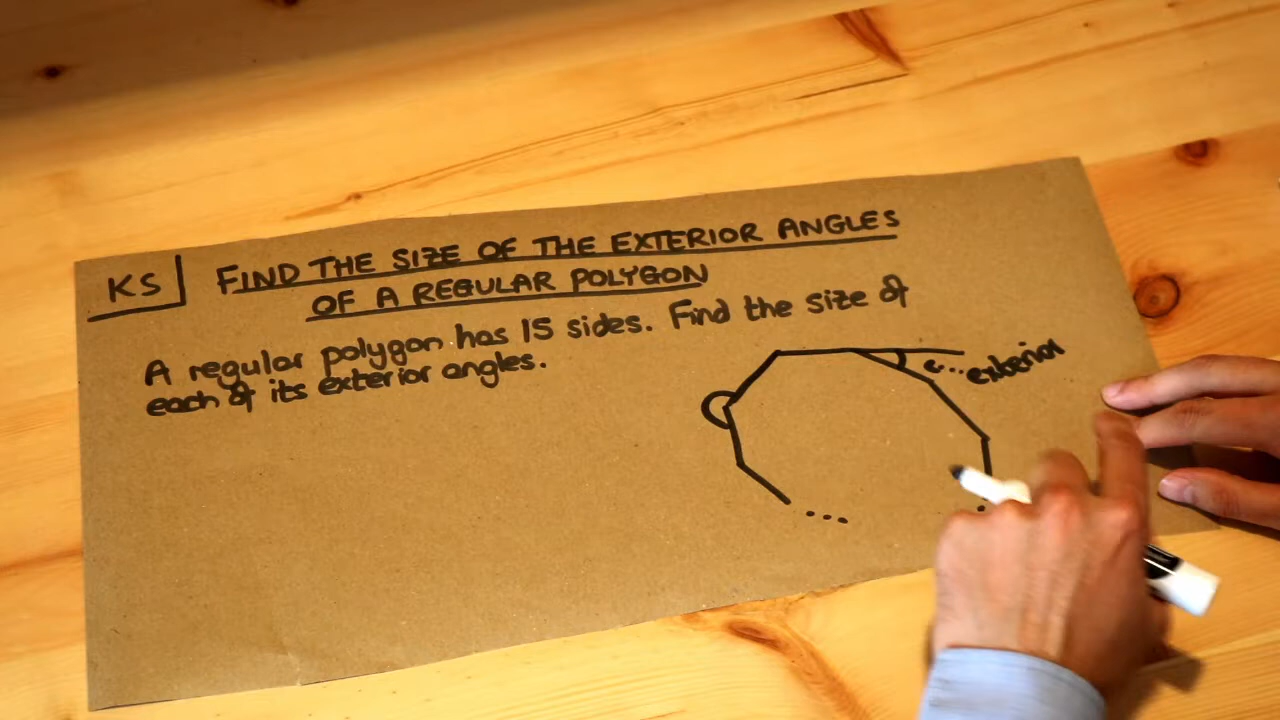 KS
FIND THE SIZE OF THE EXTERIOR ANGLES
OF A REGULAR POLYGON
A regular polygon has 15 sides. Find the size of
each of its exterior angles.
exterior